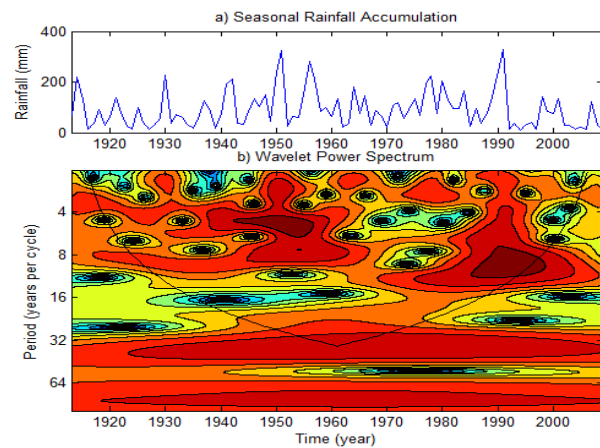 a) Seasonal Rainfall Accumulation
Rainfall (mm)
400
200
0
1920 1930 1940 1950 1960 1970 1980 1990 2000
b) Wavelet Power Spectrum
Period (years per cycle)
4
8
16
32
64
1920 1930 1940 1950 1960 1970 1980 1990 2000
Time (year)